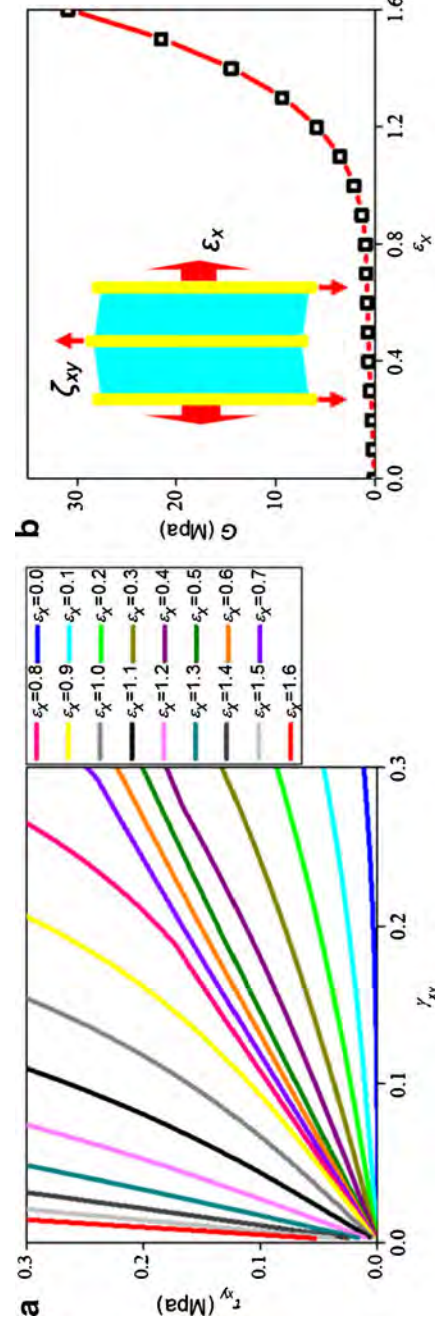 a
τxy (Mpa)
0.3
0.2
0.1
0.0
0.0 0.1 0.2 0.3
γxy
εx=0.8 εx=0.0
εx=0.9 εx=0.1
εx=1.0 εx=0.2
εx=1.1 εx=0.3
εx=1.2 εx=0.4
εx=1.3 εx=0.5
εx=1.4 εx=0.6
εx=1.5 εx=0.7
εx=1.6
b
G (Mpa)
30
20
10
0
0.0 0.4 0.8 1.2 1.6
εx
ζxy
εx